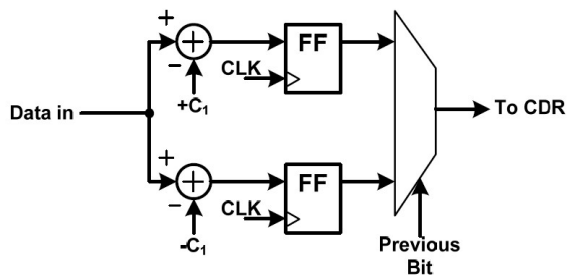 +
FF
−
CLK
+C₁
Data in
To CDR
+
FF
−
CLK
-C₁
Previous
Bit